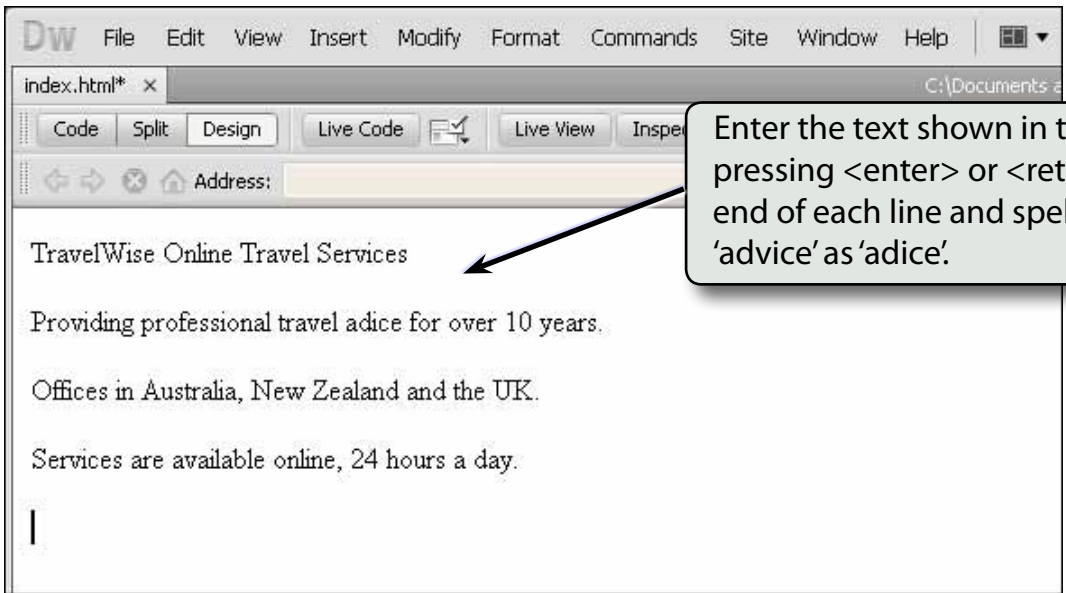 Dw File Edit View Insert Modify Format Commands Site Window Help
index.html* × C:\Documents a
Code Split Design Live Code Live View Inspe
Address:
Enter the text shown in t
pressing <enter> or <ret
end of each line and spel
'advice' as 'adice'.
TravelWise Online Travel Services
Providing professional travel adice for over 10 years.
Offices in Australia, New Zealand and the UK.
Services are available online, 24 hours a day.